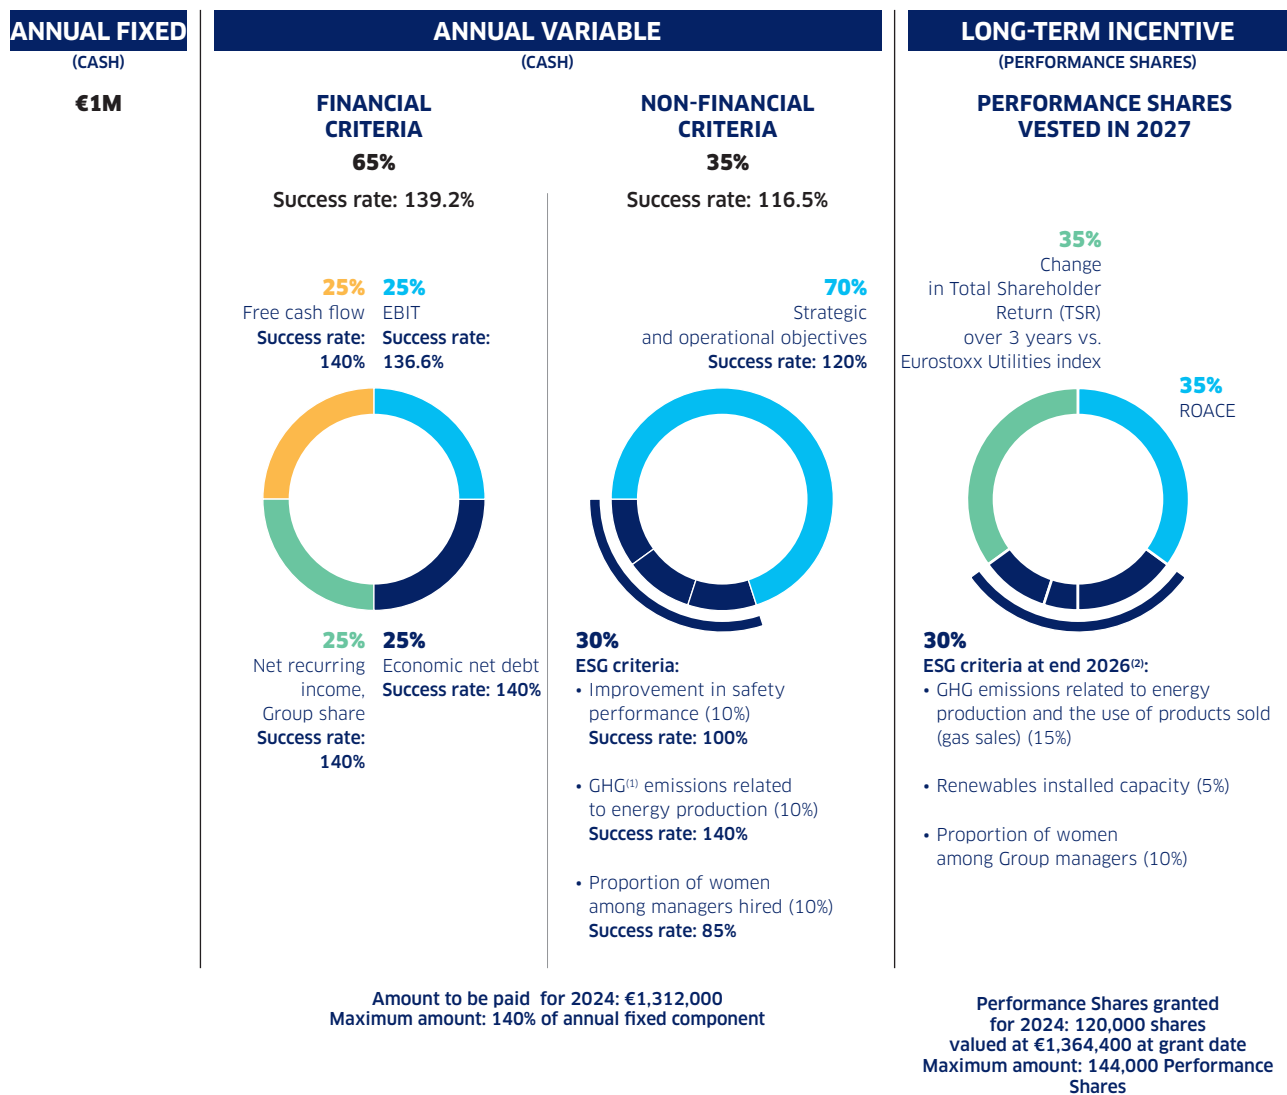 ANNUAL FIXED
(CASH)
€1M
ANNUAL VARIABLE
(CASH)
FINANCIAL
CRITERIA
65%
Success rate: 139.2%
25%
Free cash flow
Success rate:
140%
25%
EBIT
Success rate:
136.6%
25%
Net recurring
income,
Group share
Success rate:
140%
25%
Economic net debt
Success rate: 140%
NON-FINANCIAL
CRITERIA
35%
Success rate: 116.5%
70%
Strategic
and operational objectives
Success rate: 120%
30%
ESG criteria:
• Improvement in safety
performance (10%)
Success rate: 100%
• GHG(1) emissions related
to energy production (10%)
Success rate: 140%
• Proportion of women
among managers hired (10%)
Success rate: 85%
Amount to be paid for 2024: €1,312,000
Maximum amount: 140% of annual fixed component
LONG-TERM INCENTIVE
(PERFORMANCE SHARES)
PERFORMANCE SHARES
VESTED IN 2027
35%
Change
in Total Shareholder
Return (TSR)
over 3 years vs.
Eurostoxx Utilities index
35%
ROACE
30%
ESG criteria at end 2026(2):
• GHG emissions related to energy
production and the use of products sold
(gas sales) (15%)
• Renewables installed capacity (5%)
• Proportion of women
among Group managers (10%)
Performance Shares granted
for 2024: 120,000 shares
valued at €1,364,400 at grant date
Maximum amount: 144,000 Performance
Shares